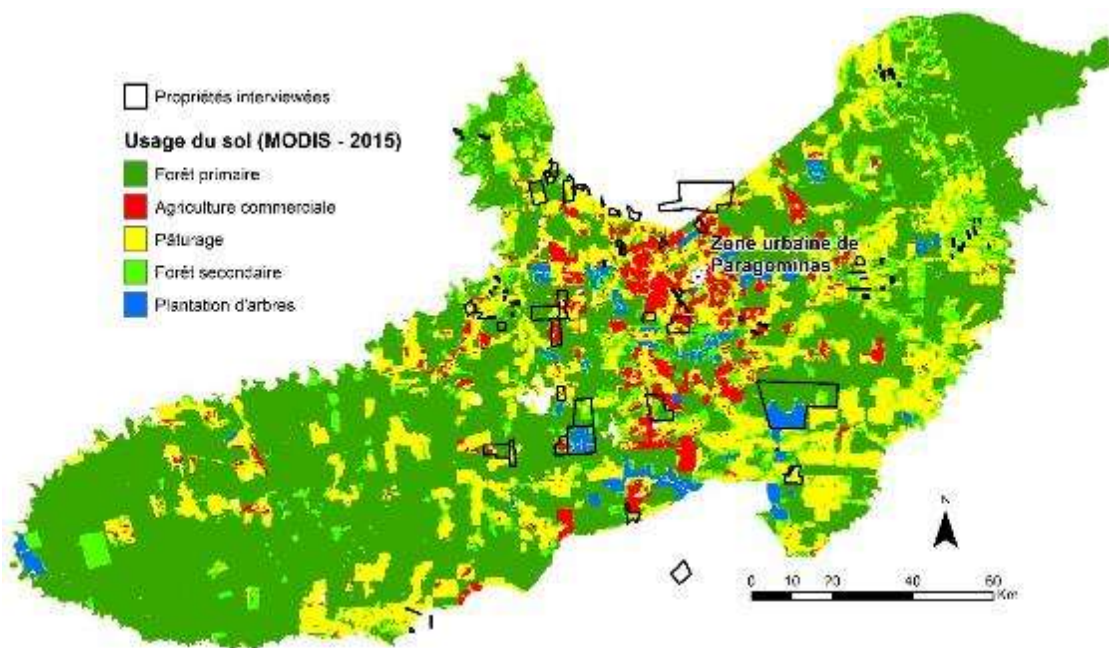 Propriétés interviewées
Usage du sol (MODIS - 2015)
Forêt primaire
Agriculture commerciale
Pâturage
Forêt secondaire
Plantation d'arbres
Zone urbaine de
Paragominas
N
0 10 20 40 60
Km